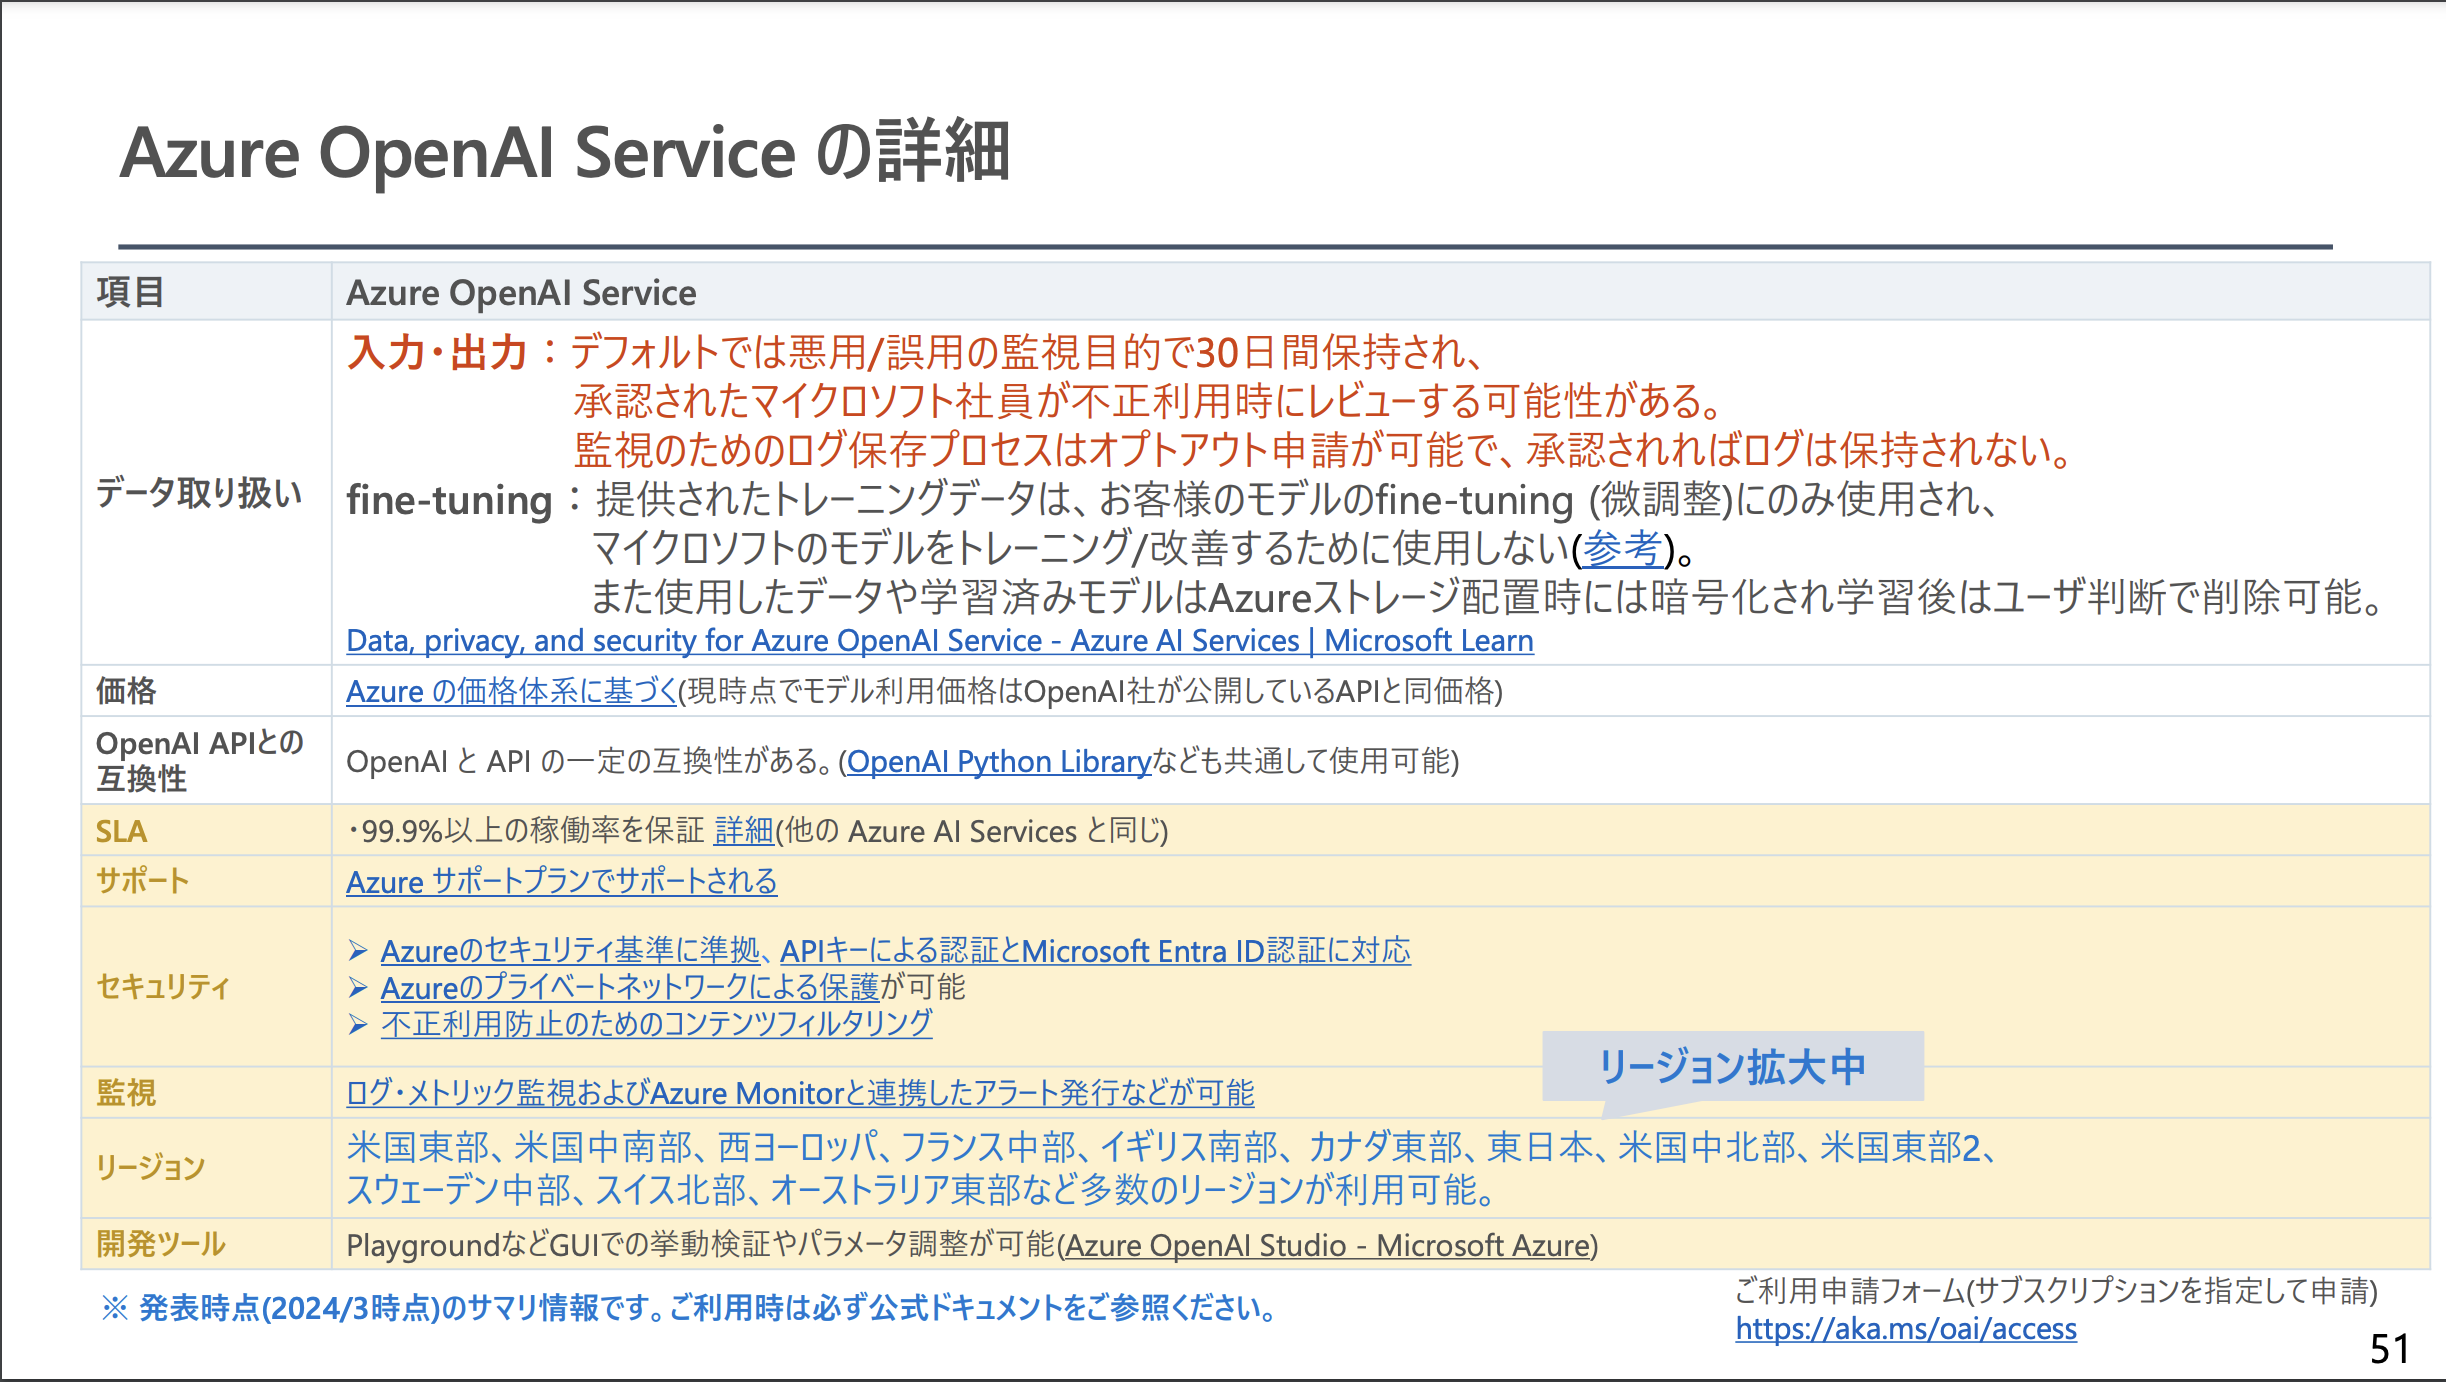 Azure OpenAI Service の詳細
項目
Azure OpenAI Service
データ取り扱い
入力・出力：デフォルトでは悪用/誤用の監視目的で30日間保持され、
承認されたマイクロソフト社員が不正利用時にレビューする可能性がある。
監視のためのログ保存プロセスはオプトアウト申請が可能で、承認されればログは保持されない。
fine-tuning：提供されたトレーニングデータは、お客様のモデルのfine-tuning (微調整)にのみ使用され、
マイクロソフトのモデルをトレーニング/改善するために使用しない(参考)。
また使用したデータや学習済みモデルはAzureストレージ配置時には暗号化され学習後はユーザ判断で削除可能。
Data, privacy, and security for Azure OpenAI Service - Azure AI Services | Microsoft Learn
価格
Azure の価格体系に基づく(現時点でモデル利用価格はOpenAI社が公開しているAPIと同価格)
OpenAI APIとの
互換性
OpenAI と API の一定の互換性がある。(OpenAI Python Libraryなども共通して使用可能)
SLA
・99.9%以上の稼働率を保証 詳細(他の Azure AI Services と同じ)
サポート
Azure サポートプランでサポートされる
セキュリティ
➢ Azureのセキュリティ基準に準拠、APIキーによる認証とMicrosoft Entra ID認証に対応
➢ Azureのプライベートネットワークによる保護が可能
➢ 不正利用防止のためのコンテンツフィルタリング
リージョン拡大中
監視
ログ・メトリック監視およびAzure Monitorと連携したアラート発行などが可能
リージョン
米国東部、米国中南部、西ヨーロッパ、フランス中部、イギリス南部、カナダ東部、東日本、米国中北部、米国東部2、
スウェーデン中部、スイス北部、オーストラリア東部など多数のリージョンが利用可能。
開発ツール
PlaygroundなどGUIでの挙動検証やパラメータ調整が可能(Azure OpenAI Studio - Microsoft Azure)
※ 発表時点(2024/3時点)のサマリ情報です。ご利用時は必ず公式ドキュメントをご参照ください。
ご利用申請フォーム(サブスクリプションを指定して申請)
https://aka.ms/oai/access
51